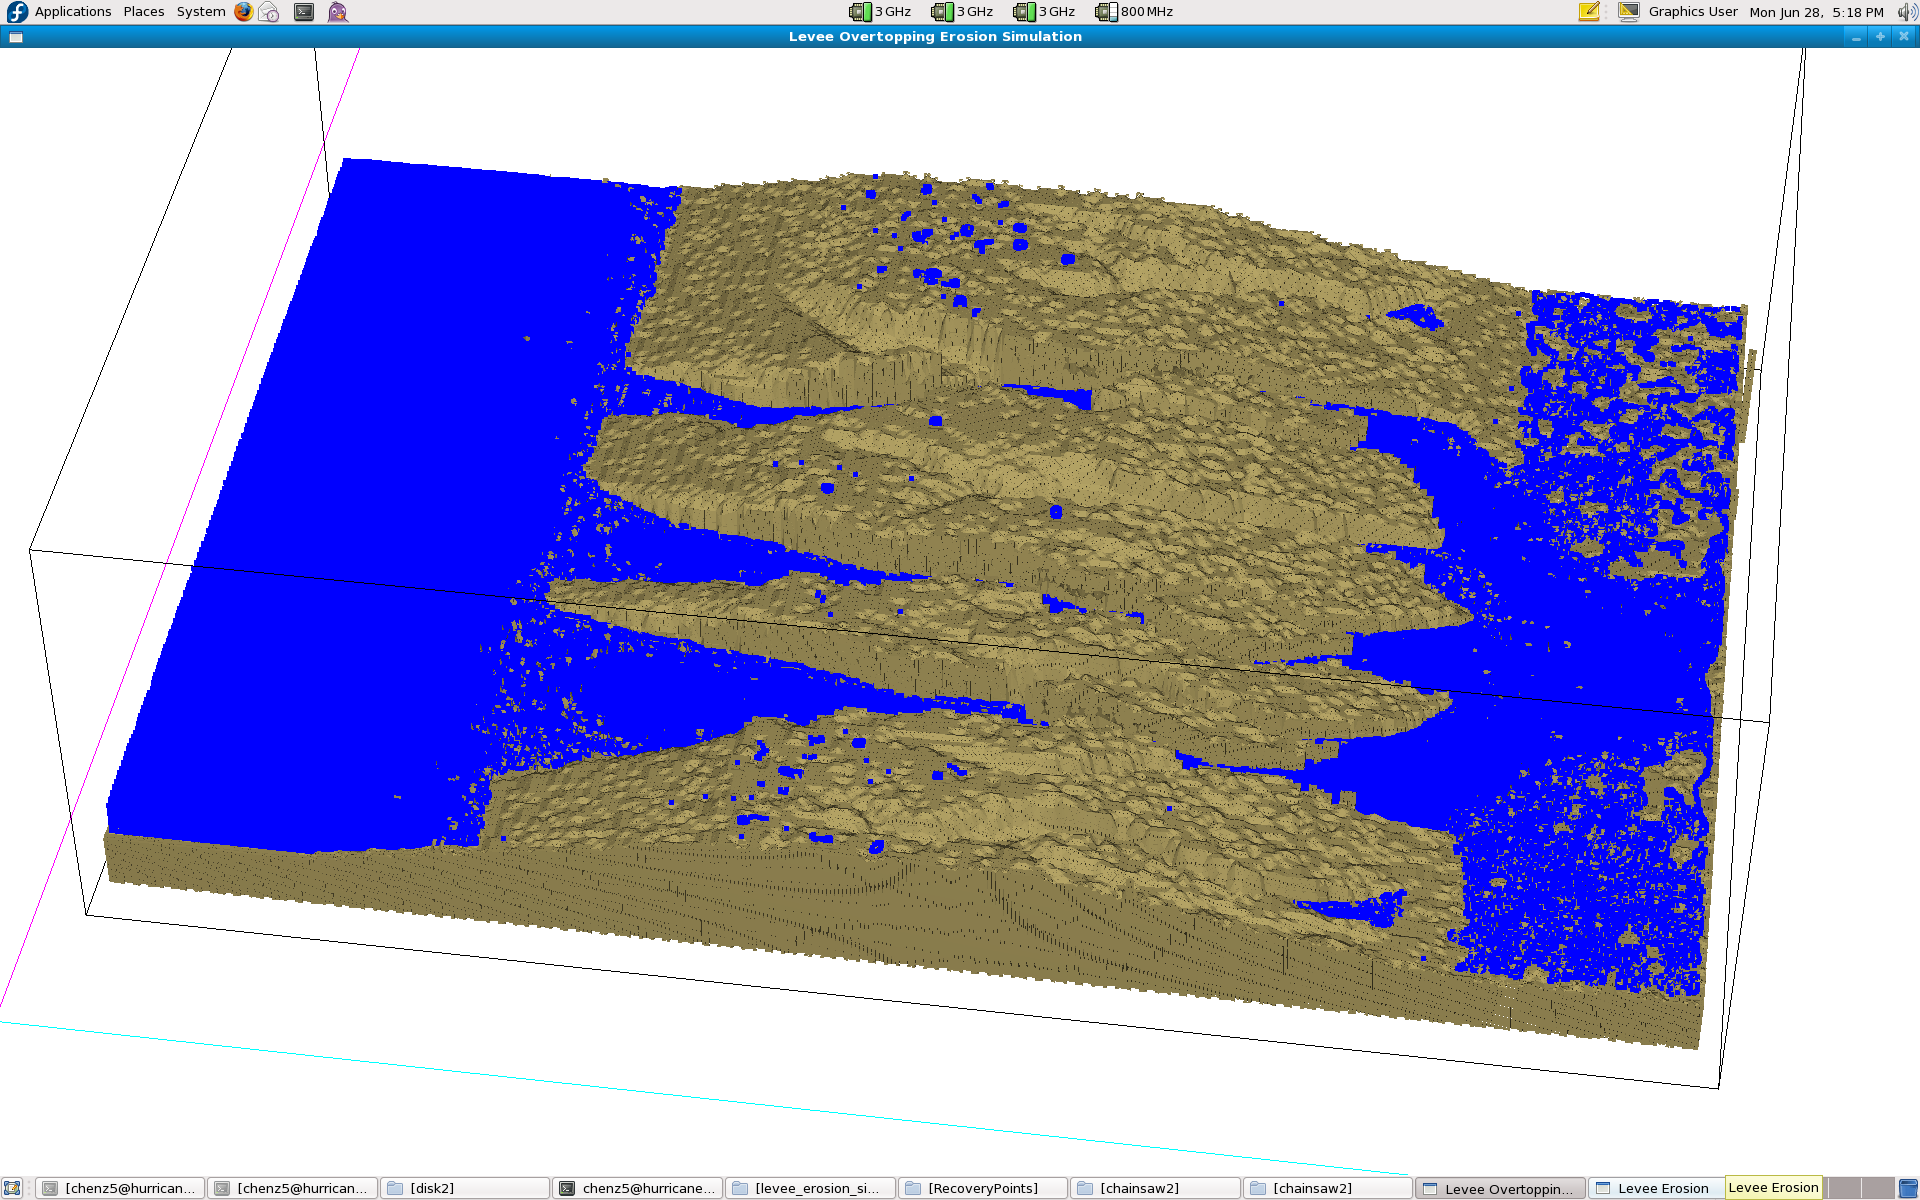 Applications Places System 3 GHz 3 GHz 3 GHz 800 MHz Graphics User Mon Jun 28, 5:18 PM
Levee Overtopping Erosion Simulation
[chenz5@hurrican... [chenz5@hurrican... [disk2] chenz5@hurricane... [levee_erosion_si... [RecoveryPoints] [chainsaw2] [chainsaw2] Levee Overtoppin... Levee Erosion Levee Erosion